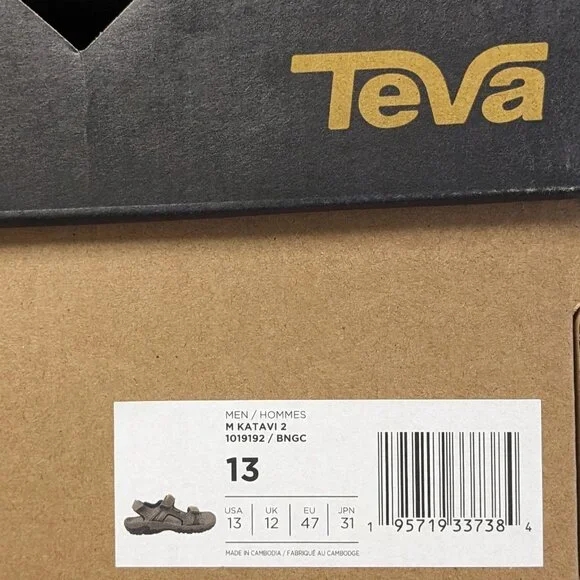 Teva
MEN / HOMMES
M KATAVI 2
1019192 / BNGC
13
USA UK EU JPN
13 12 47 31
1 95719 33738 4
MADE IN CAMBODIA / FABRIQUÉ AU CAMBODGE